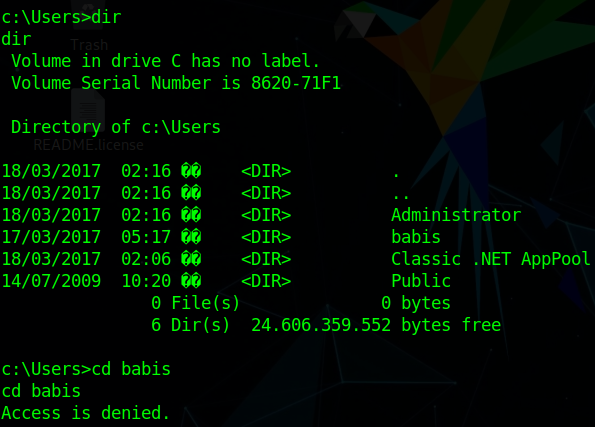 c:\Users>dir
dir
Trash
 Volume in drive C has no label.
 Volume Serial Number is 8620-71F1
 Directory of c:\Users
README.license
18/03/2017  02:16 ��    <DIR>          .
18/03/2017  02:16 ��    <DIR>          ..
18/03/2017  02:16 ��    <DIR>          Administrator
17/03/2017  05:17 ��    <DIR>          babis
18/03/2017  02:06 ��    <DIR>          Classic .NET AppPool
14/07/2009  10:20 ��    <DIR>          Public
               0 File(s)              0 bytes
               6 Dir(s)  24.606.359.552 bytes free
c:\Users>cd babis
cd babis
Access is denied.